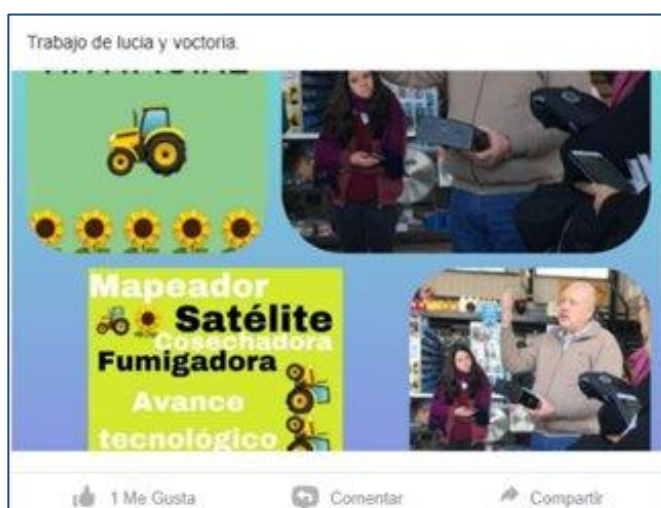 Trabajo de lucia y voctoria.
Mapeador
Satélite
Cosechadora
Fumigadora
Avance
tecnológico
1 Me Gusta
Comentar
Compartir